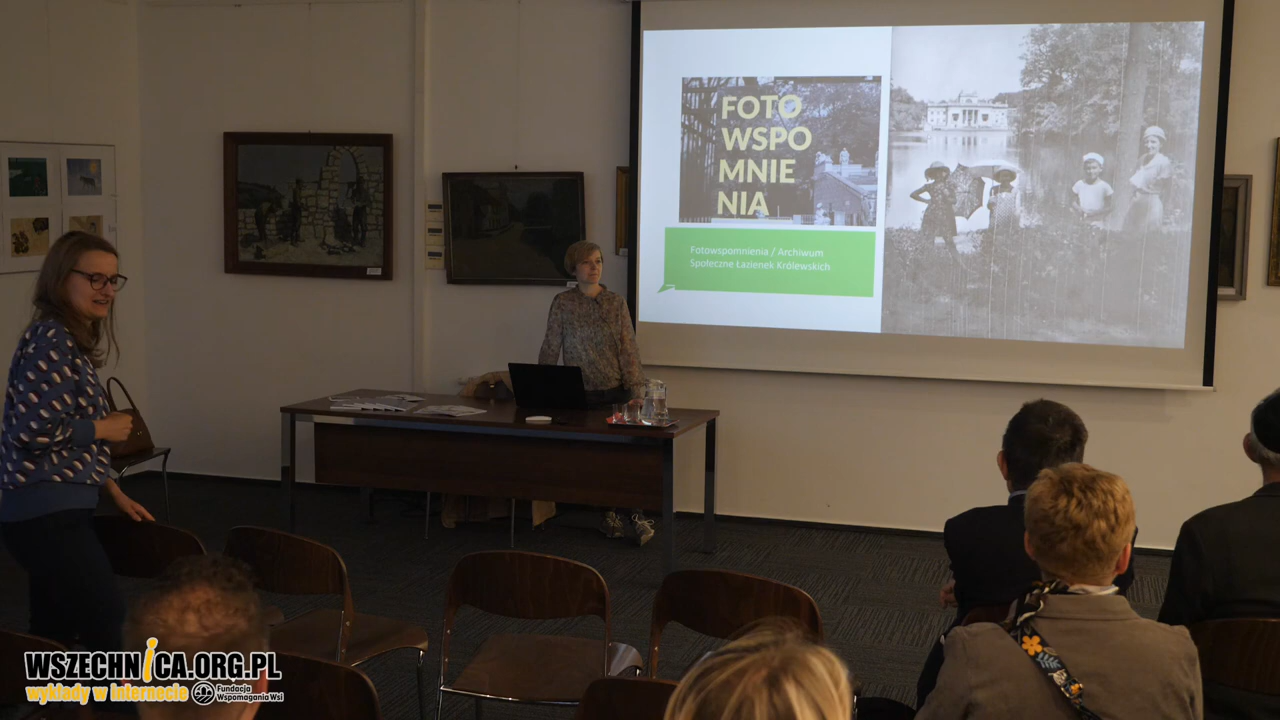 FOTO
WSPO
MNIE
NIA
Fotowspomnienia / Archiwum
Społeczne Łazienek Królewskich
WSZECHNICA.ORG.PL
wykłady w internecie
Fundacja
Wspomagania Wsi